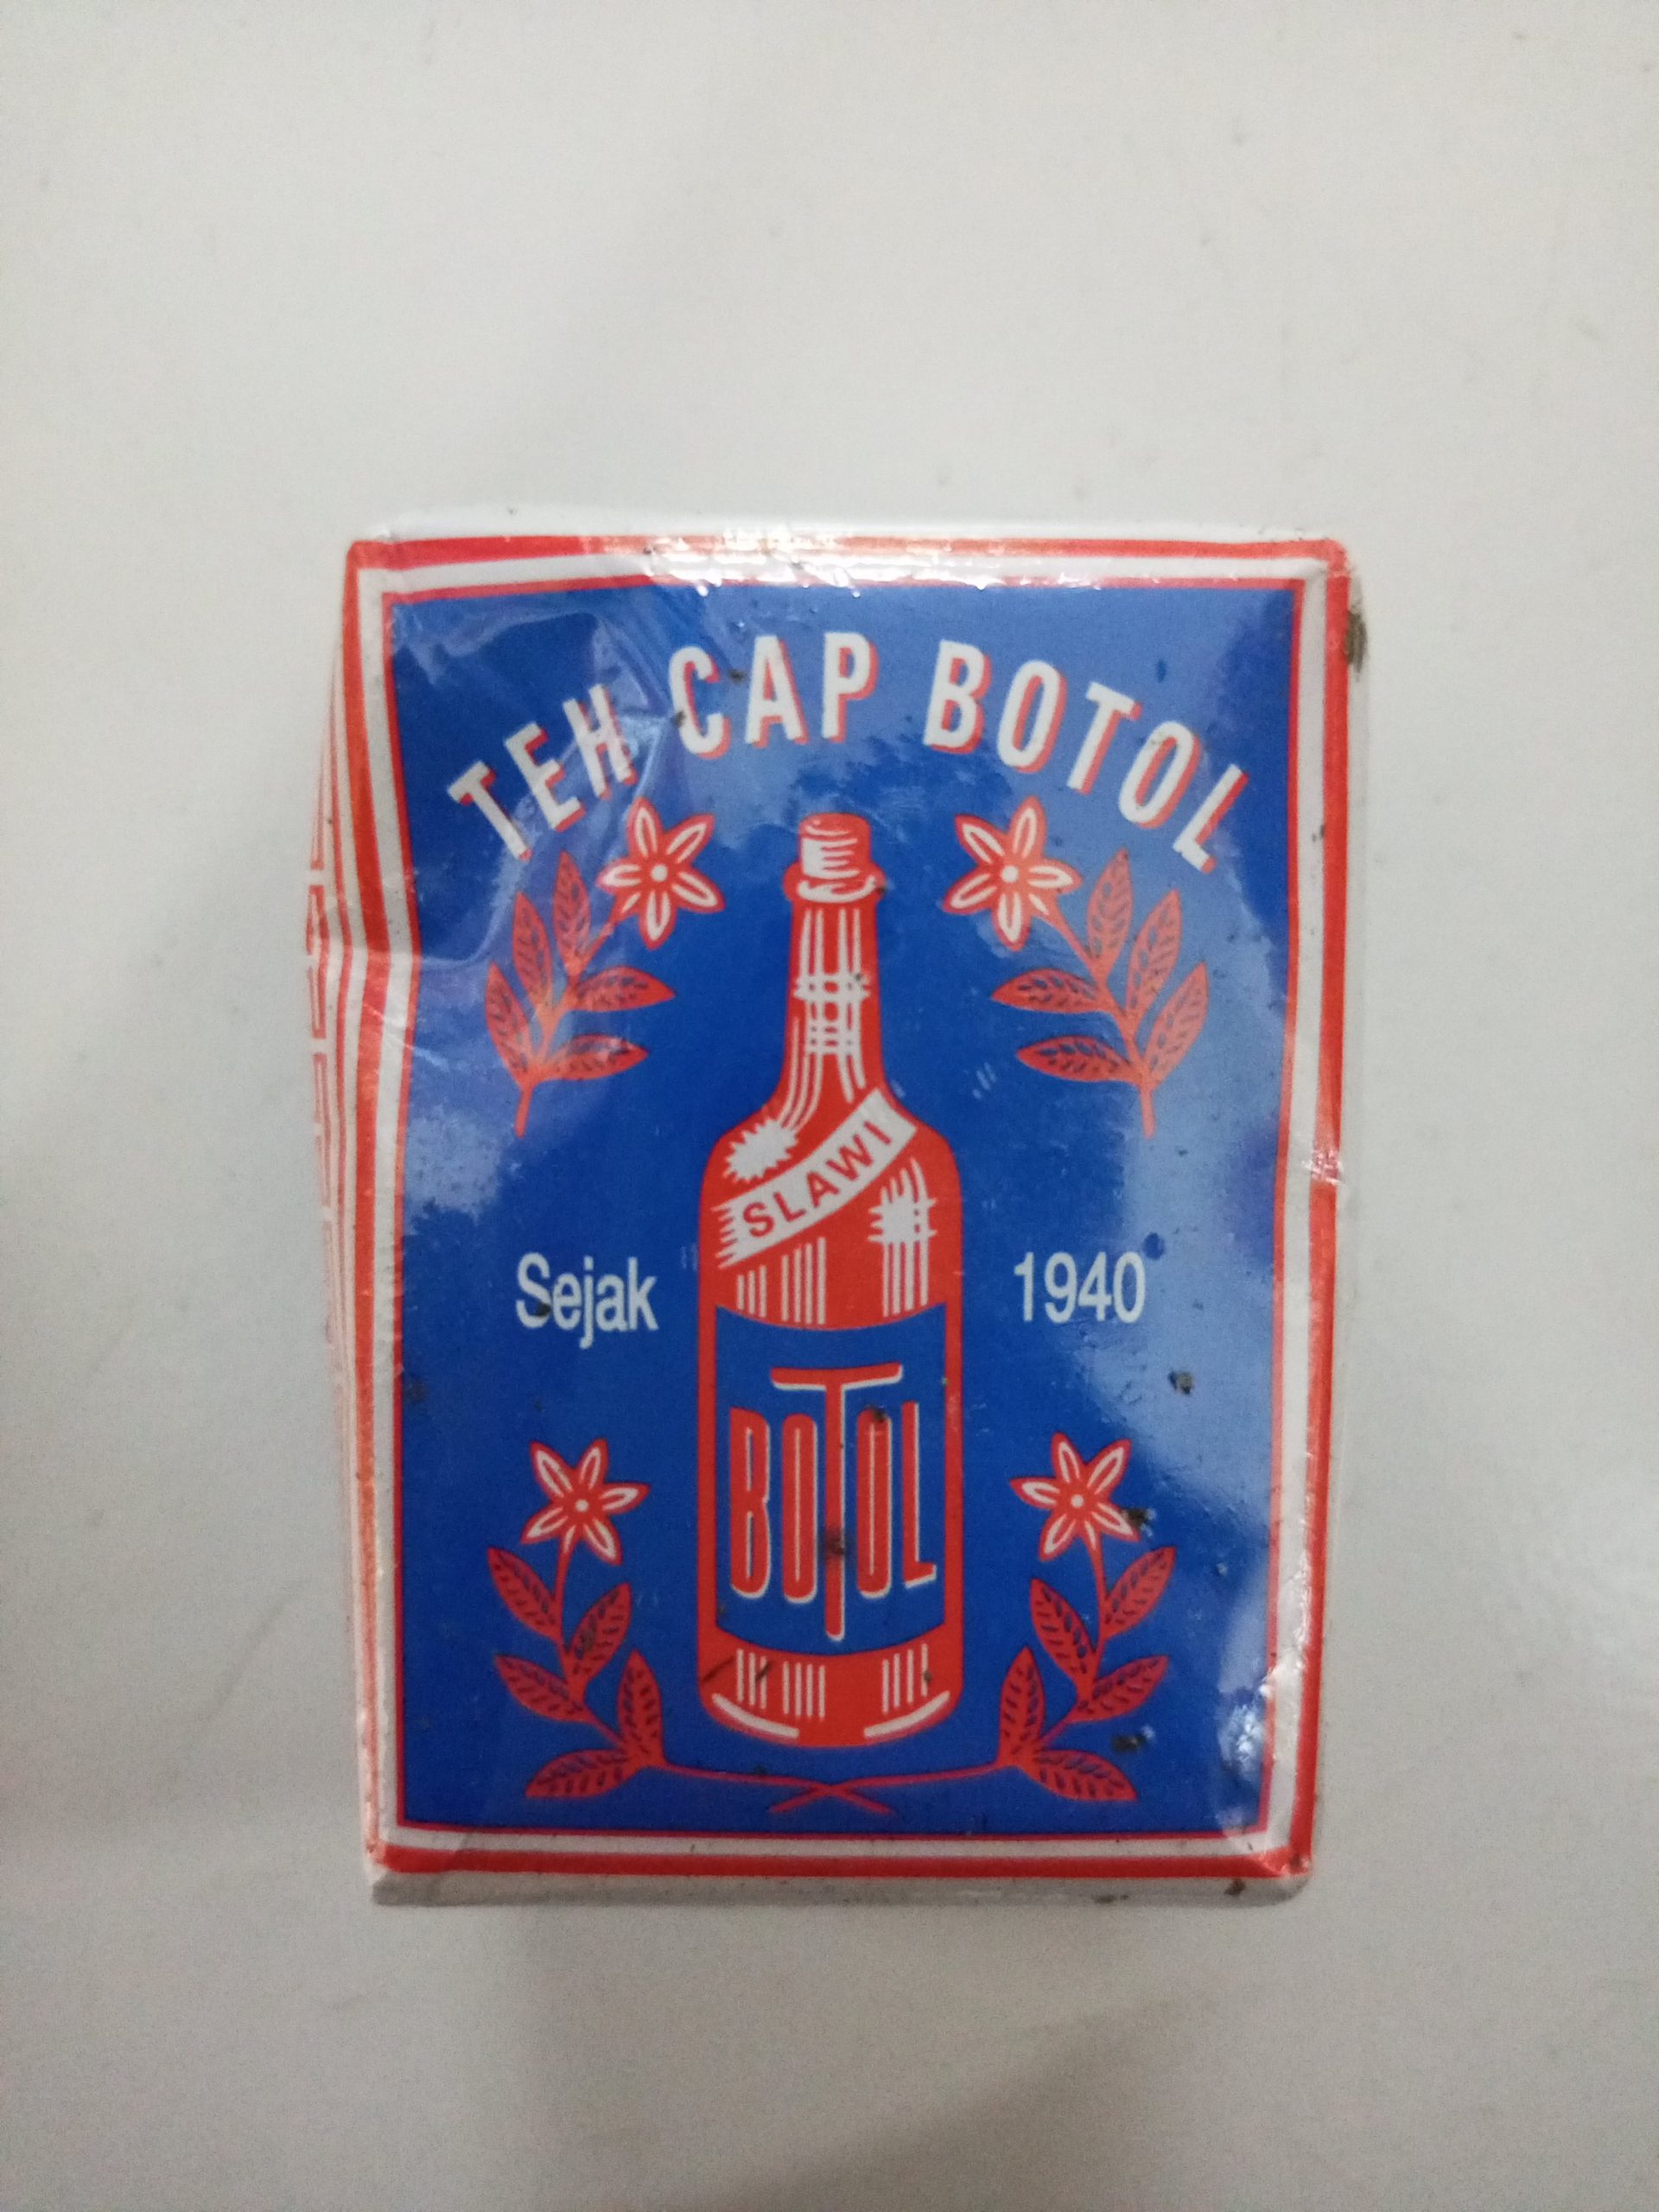 TEH CAP BOTOL
SLAWI
Sejak 1940
BOTOL